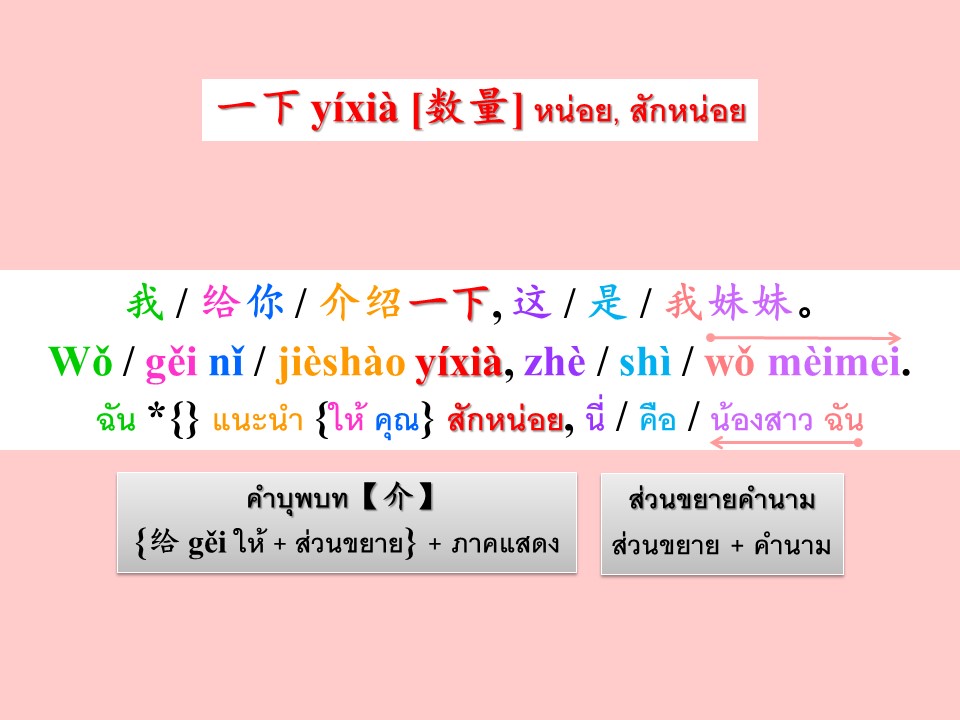 一下 yíxià [数量] หน่อย, สักหน่อย
我 / 给你 / 介绍一下, 这 / 是 / 我妹妹。
Wǒ / gěi nǐ / jièshào yíxià, zhè / shì / wǒ mèimei.
ฉัน *{} แนะนำ {ให้ คุณ} สักหน่อย, นี่ / คือ / น้องสาว ฉัน
คำบุพบท【介】
{给 gěi ให้ + ส่วนขยาย} + ภาคแสดง
ส่วนขยายคำนาม
ส่วนขยาย + คำนาม